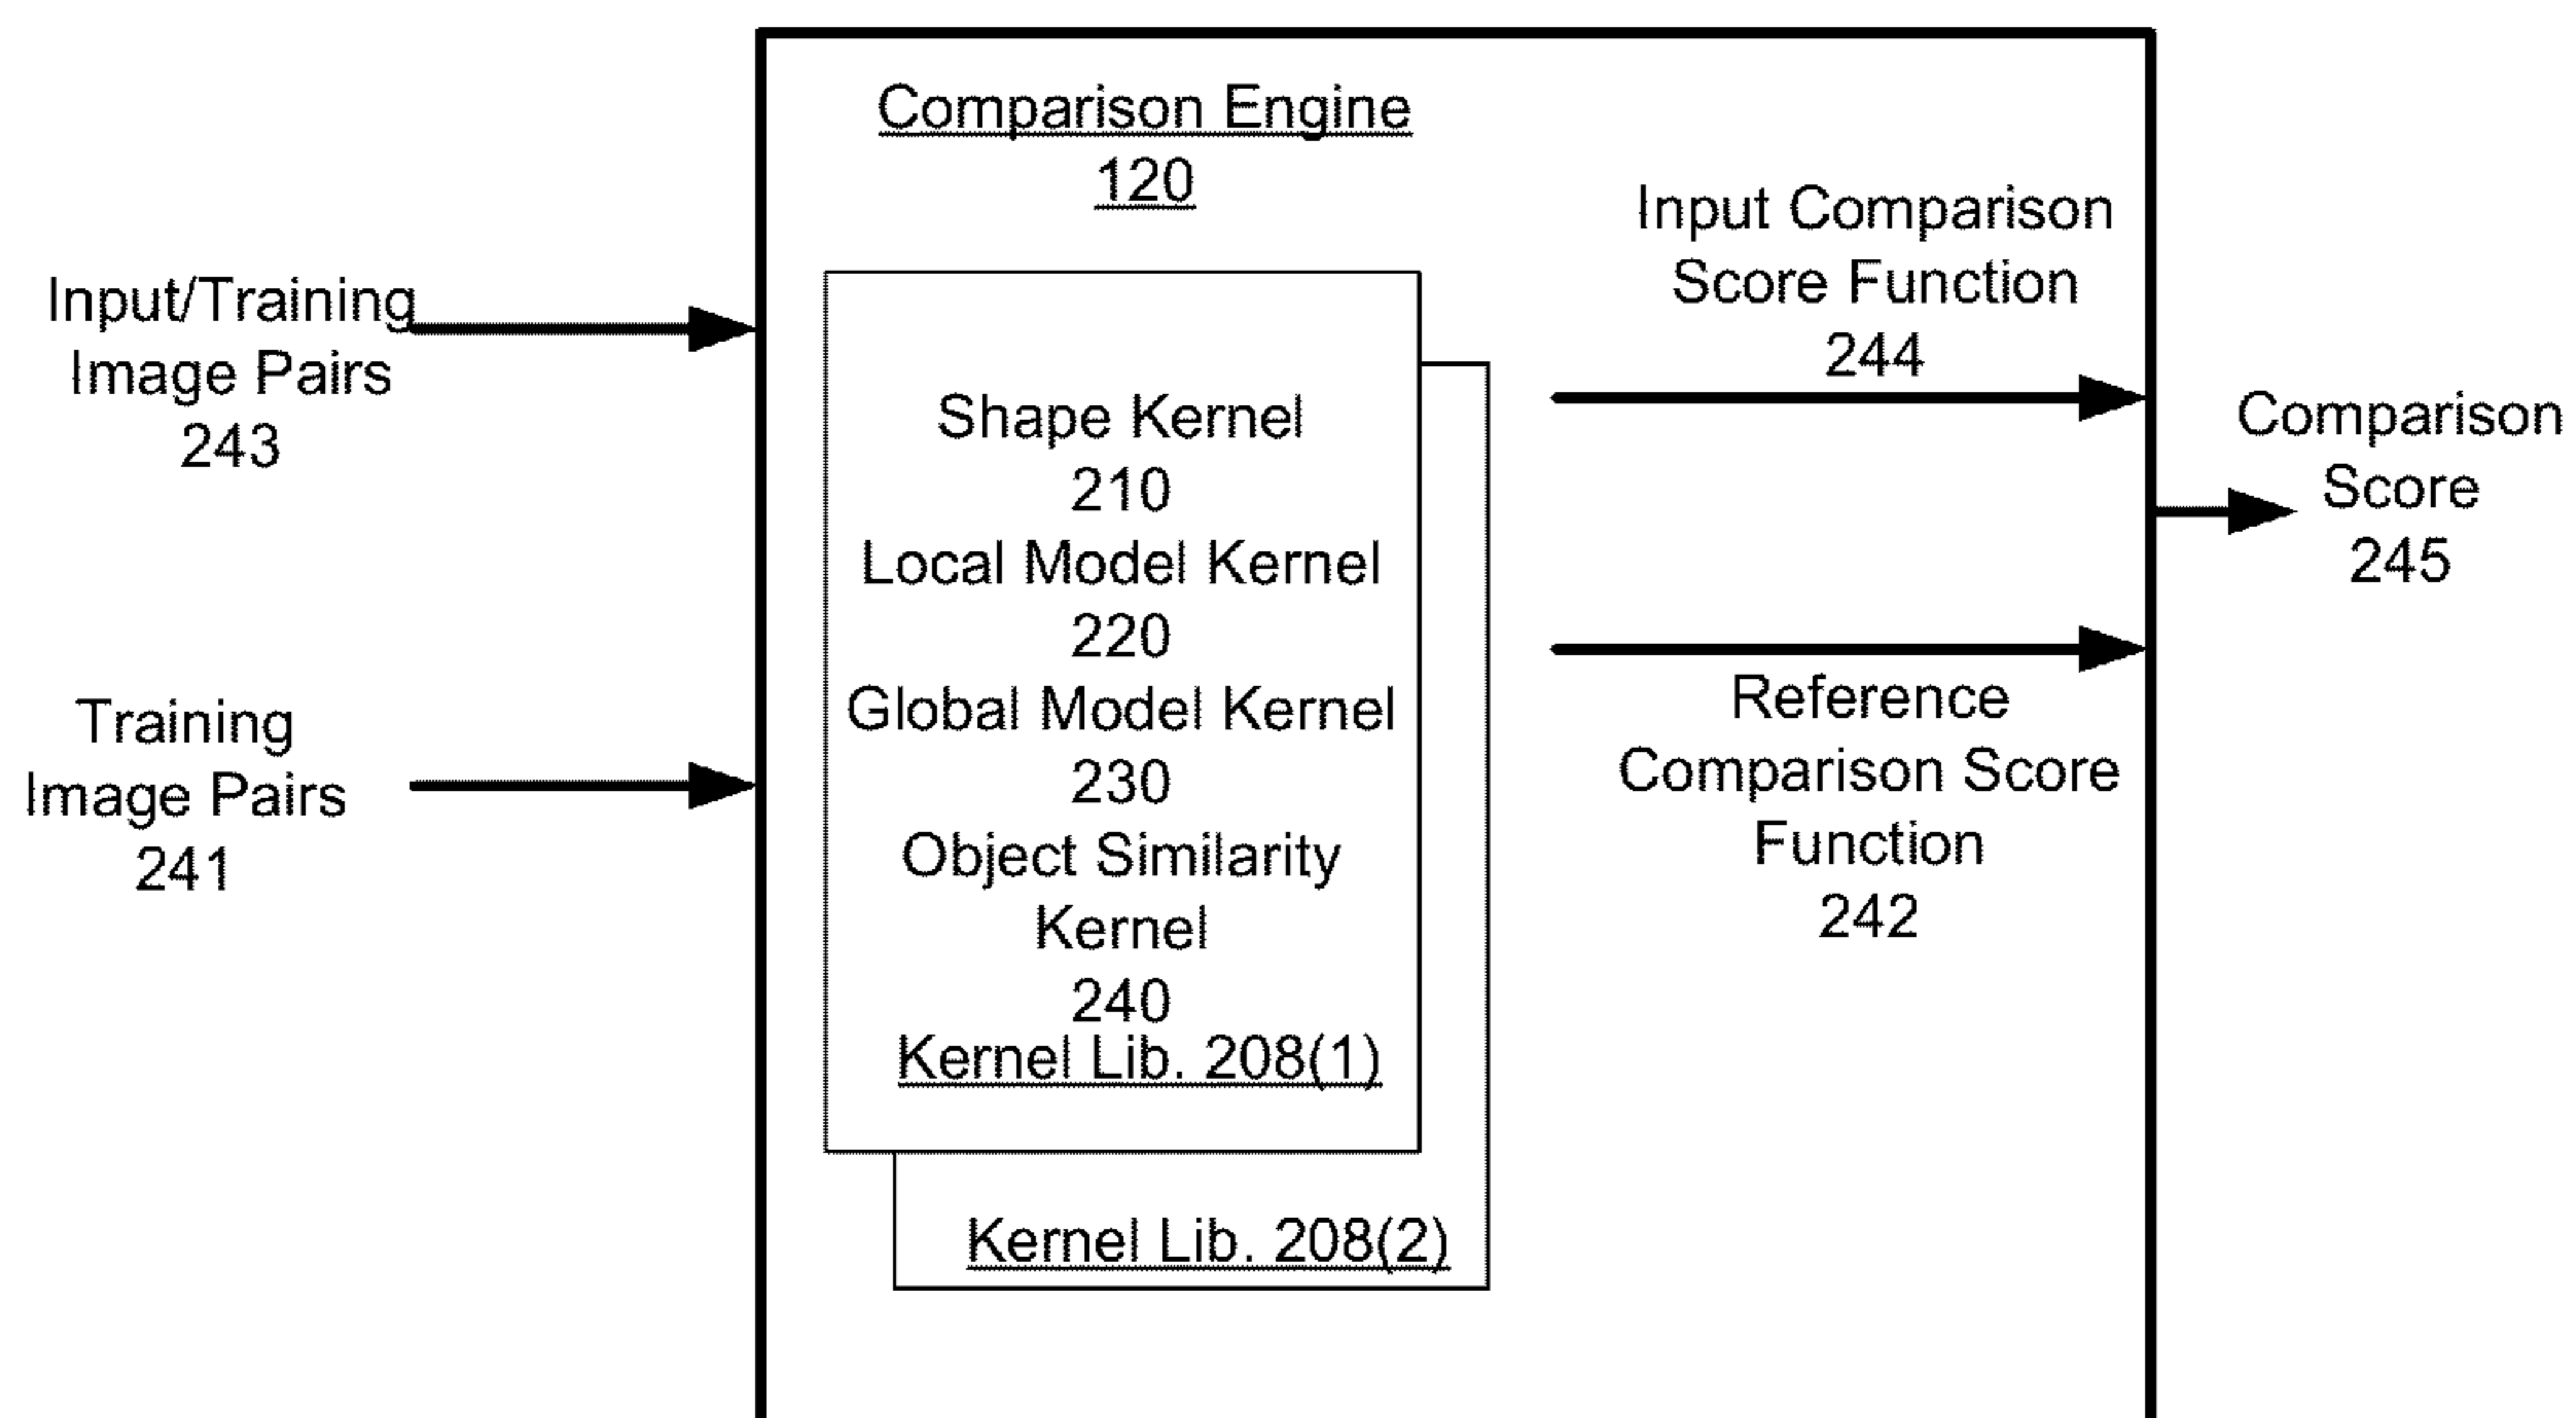 Comparison Engine
120
Input/Training
Image Pairs
243
Training
Image Pairs
241
Shape Kernel
210
Local Model Kernel
220
Global Model Kernel
230
Object Similarity
Kernel
240
Kernel Lib. 208(1)
Kernel Lib. 208(2)
Input Comparison
Score Function
244
Reference
Comparison Score
Function
242
Comparison
Score
245